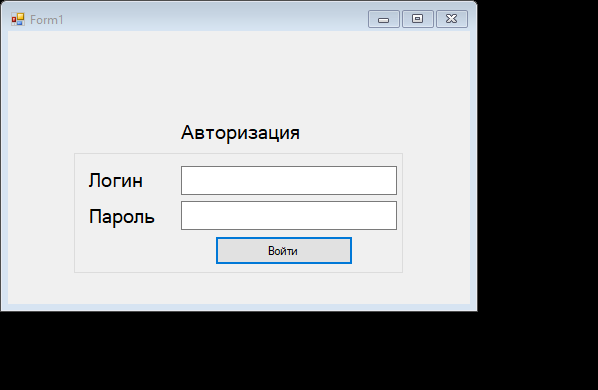 Form1
Авторизация
Логин
Пароль
Войти